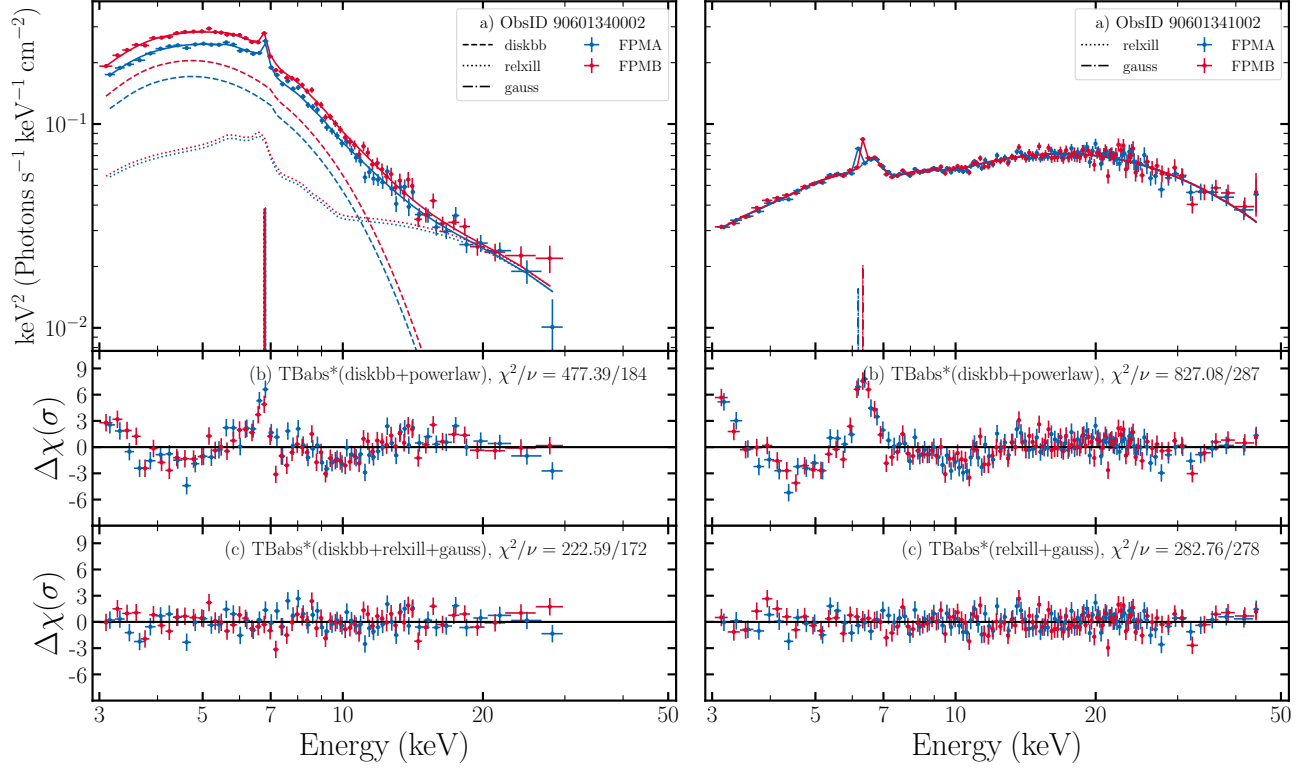 a) ObsID 90601340002
diskbb
relxill
gauss
FPMA
FPMB
keV² (Photons s⁻¹ keV⁻¹ cm⁻²)
10⁻¹
10⁻²
(b) TBabs*(diskbb+powerlaw), χ²/ν = 477.39/184
Δχ(σ)
9
6
3
0
-3
-6
(c) TBabs*(diskbb+relxill+gauss), χ²/ν = 222.59/172
Δχ(σ)
9
6
3
0
-3
-6
3 5 7 10 20 50
Energy (keV)
a) ObsID 90601341002
relxill
gauss
FPMA
FPMB
(b) TBabs*(diskbb+powerlaw), χ²/ν = 827.08/287
(c) TBabs*(relxill+gauss), χ²/ν = 282.76/278
3 5 7 10 20 50
Energy (keV)